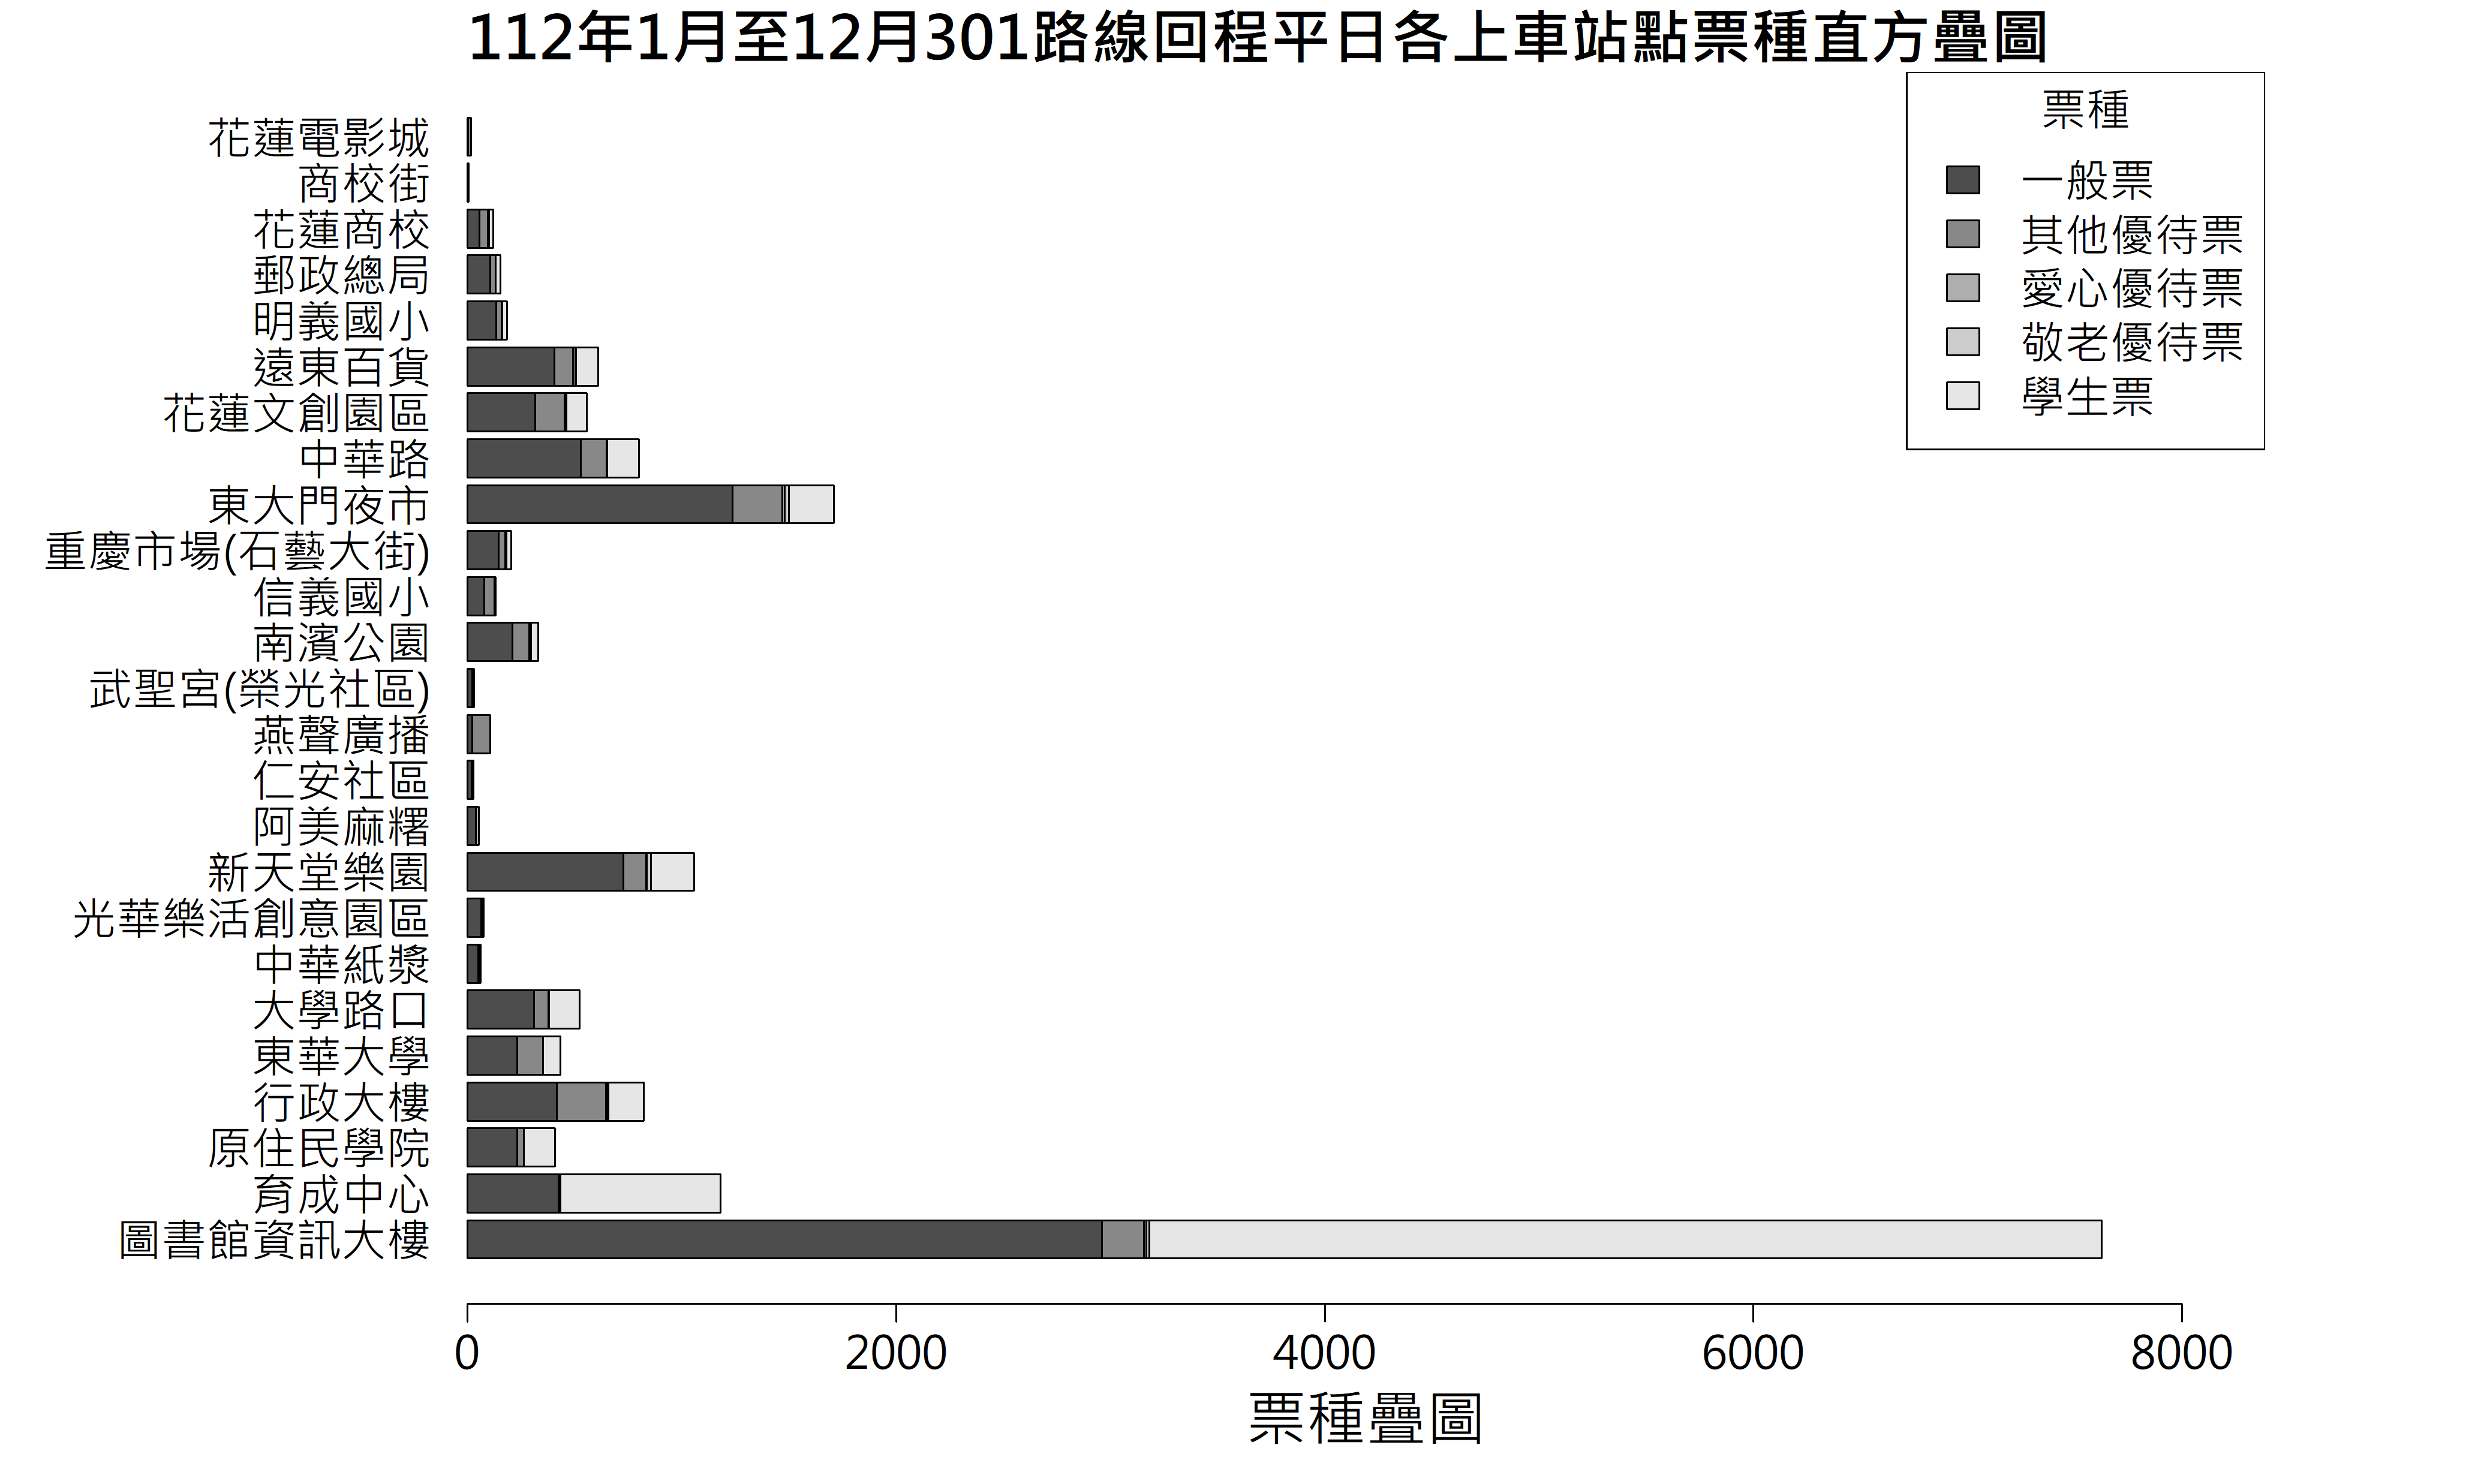 112年1月至12月301路線回程平日各上車站點票種直方疊圖
票種
一般票
其他優待票
愛心優待票
敬老優待票
學生票
花蓮電影城
商校街
花蓮商校
郵政總局
明義國小
遠東百貨
花蓮文創園區
中華路
東大門夜市
重慶市場(石藝大街)
信義國小
南濱公園
武聖宮(榮光社區)
燕聲廣播
仁安社區
阿美麻糬
新天堂樂園
光華樂活創意園區
中華紙漿
大學路口
東華大學
行政大樓
原住民學院
育成中心
圖書館資訊大樓
0 2000 4000 6000 8000
票種疊圖